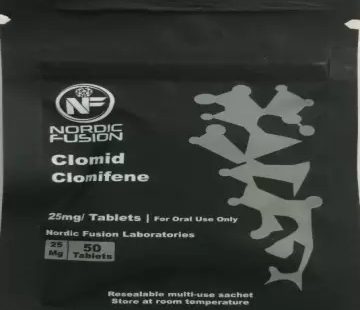 NF
NORDIC
FUSION
Clomid
Clomifene
25mg/ Tablets | For Oral Use Only
Nordic Fusion Laboratories
25 Mg 50 Tablets
Resealable multi-use sachet
Store at room temperature